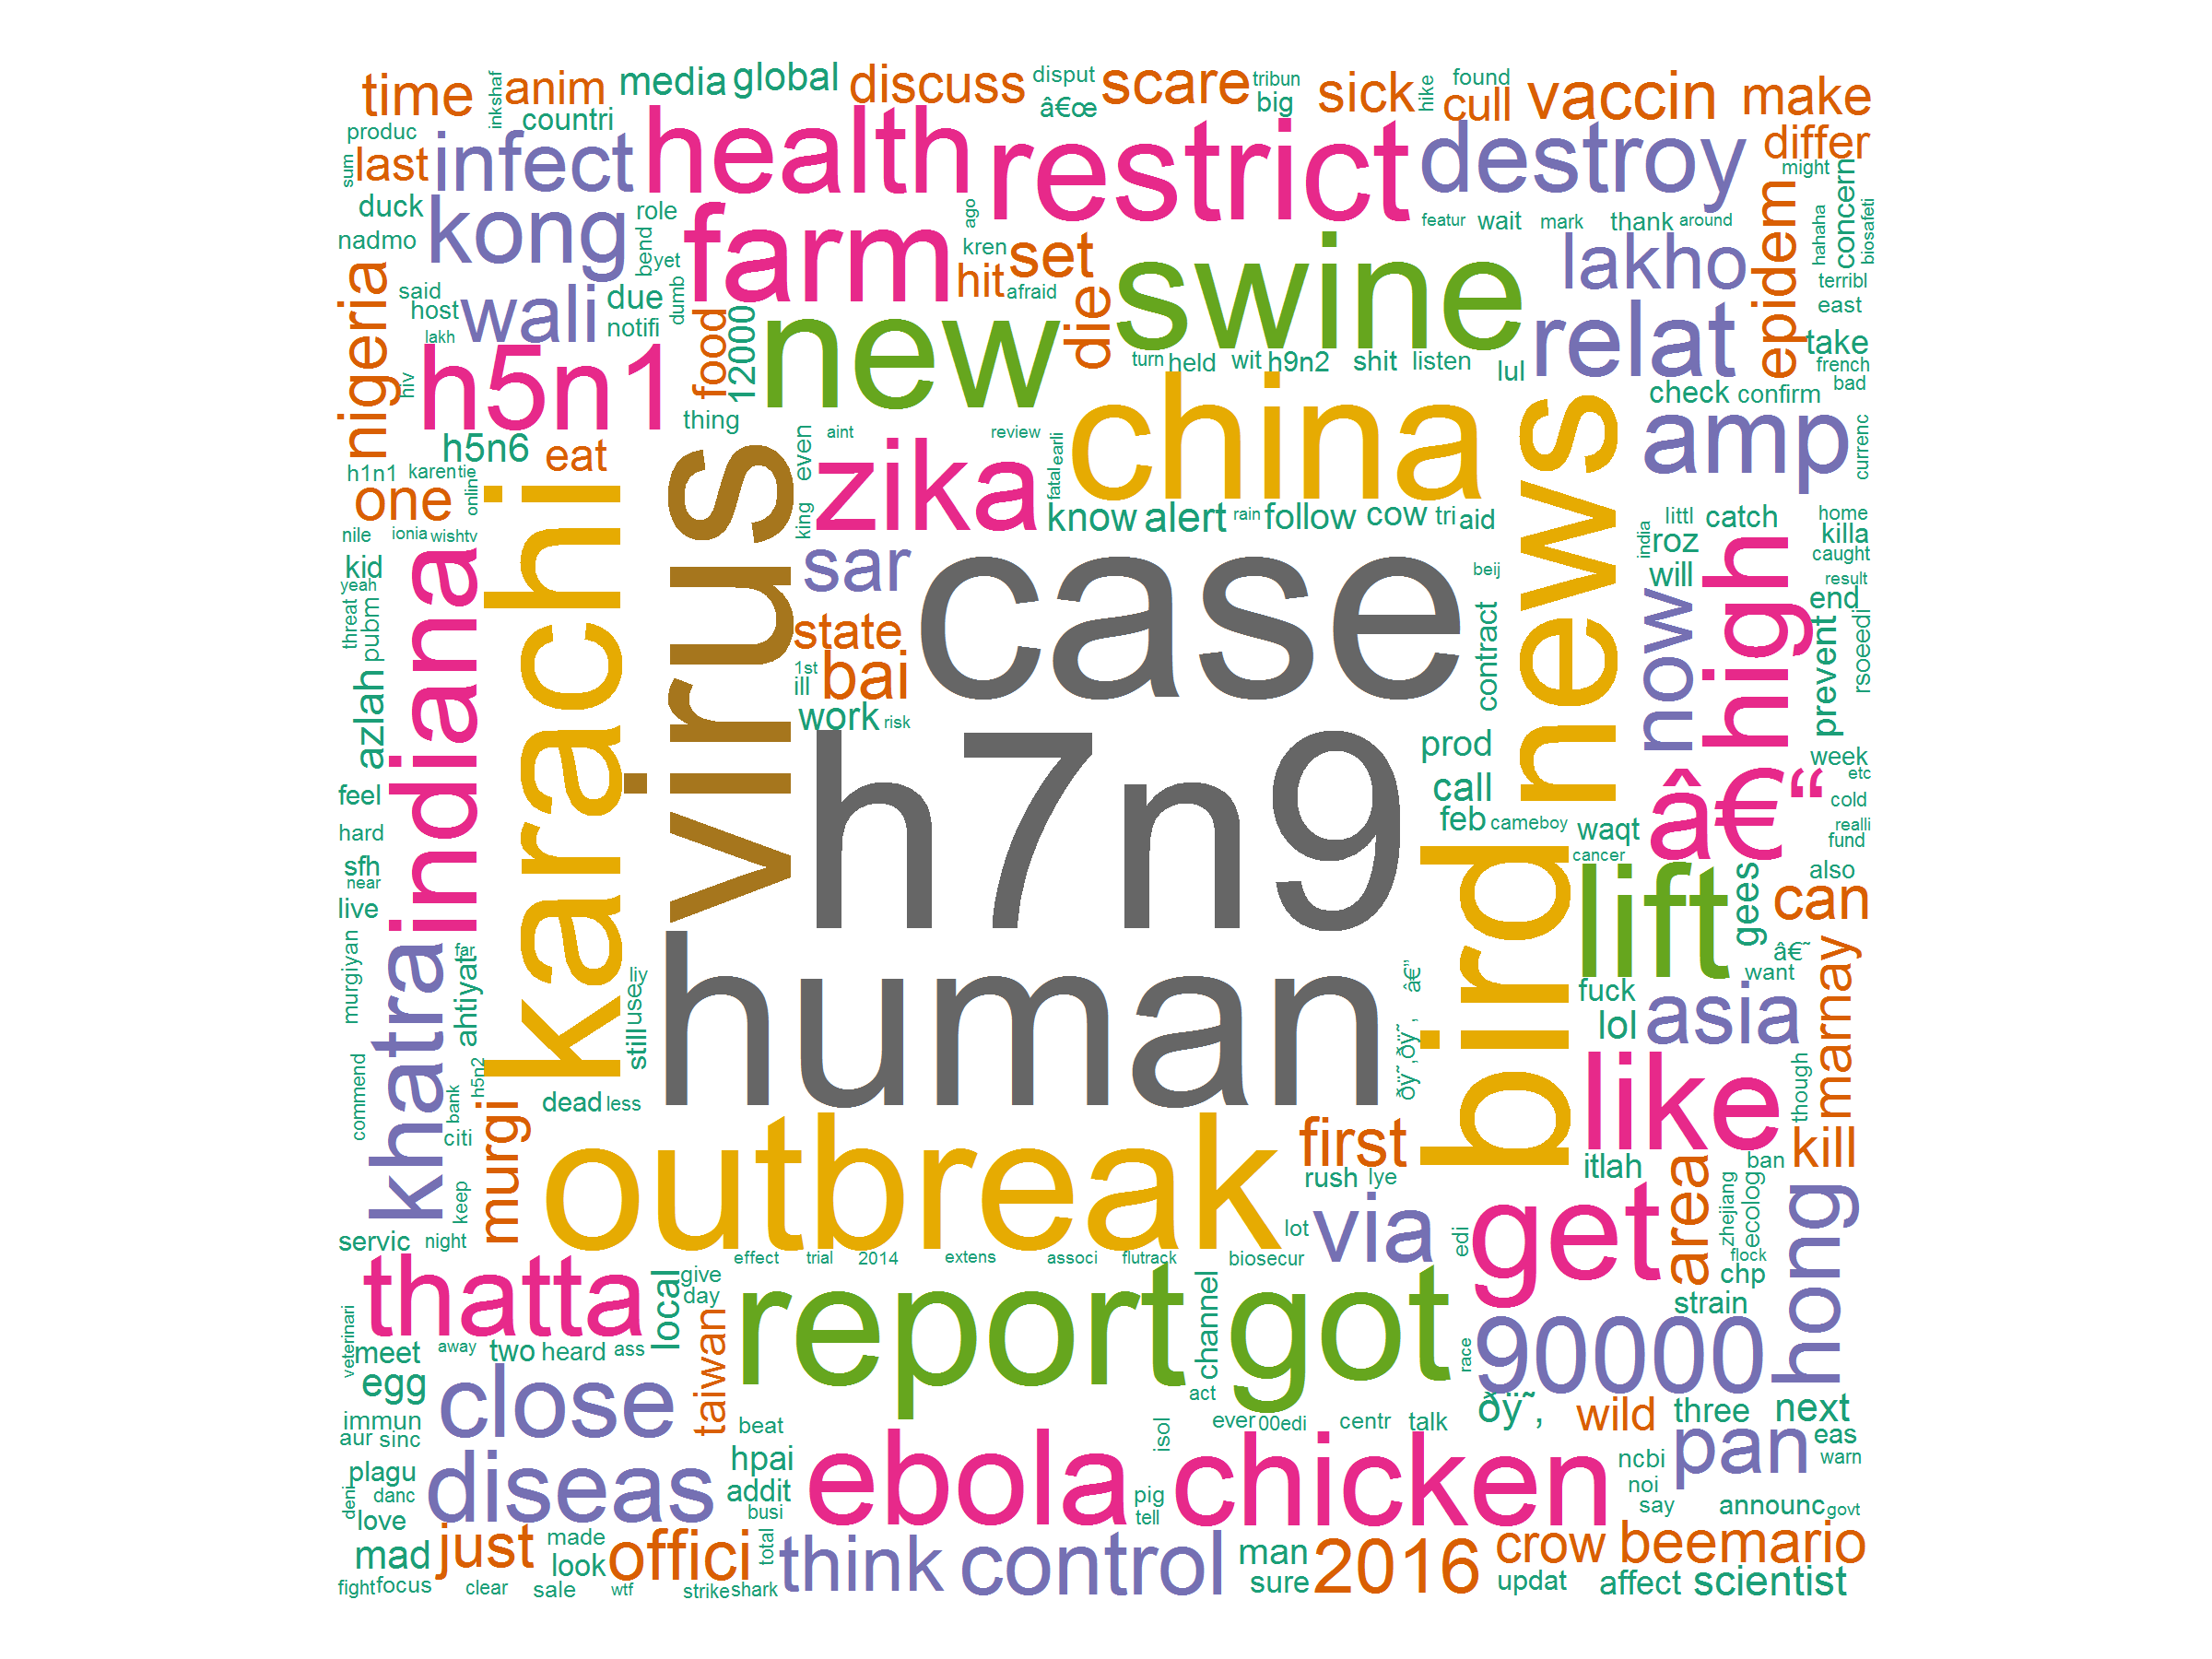 time
anim
media
global
discuss
disput
scare
tribun
sick
hike
found
vaccin
make
inkshaf
countri
â€œ
big
cull
produc
last
infect
health
restrict
destroy
differ
sum
might
concern
duck
kong
role
ago
featur
wait
mark
thank
around
epidem
hahaha
biosafeti
nadmo
bend
yet
farm
kren
set
swine
lakho
terribl
nigeria
said
host
wali
due
dumb
hit
afraid
die
east
lakh
notifi
new
relat
take
h5n1
food
12000
turn
held
wit
h9n2
shit
listen
lul
french
hiv
bad
thing
china
check
confirm
h5n6
eat
even
aint
review
earli
fatal
news
amp
currenc
h1n1
karen
tie
online
zika
one
king
know
alert
rain
follow
cow
tri
aid
littl
catch
home
nile
ionia
wishtv
karachi
virus
sar
case
india
roz
killa
kid
beij
will
high
caught
yeah
result
indiana
end
threat
pubm
state
contract
now
prevent
rsoedi
1st
ill
bai
azlah
work
risk
h7n9
prod
week
etc
feel
call
â€“
cold
hard
feb
cameboy
waqt
realli
fund
sfh
cancer
near
bird
lift
also
live
gees
can
khatra
far
human
â€˜
murgiyan
ahtiyat
liy
usey
still
â€”
want
marnay
fuck
asia
lol
ðŸ˜‚ðŸ˜‚
commend
h5n2
bank
citi
murgi
dead
less
like
though
outbreak
first
itlah
ban
kill
rush
lye
area
zhejiang
ecolog
keep
get
hong
servic
night
lot
via
edi
effect
trial
2014
extens
associ
flutrack
biosecur
flock
chp
thatta
local
give
day
report
channel
got
strain
veterinari
taiwan
90000
meet
away
two
heard
ass
race
egg
close
act
immun
beat
ever
00edi
centr
talk
ðŸ˜‚
wild
three
next
aur
sinc
isol
pan
eas
plagu
diseas
hpai
ebola
chicken
ncbi
warn
deni
danc
addit
pig
noi
busi
tell
say
announc
govt
love
mad
just
made
look
offici
total
think
control
man
2016
crow
beemario
fight
focus
clear
sale
wtf
strike
shark
sure
updat
affect
scientist